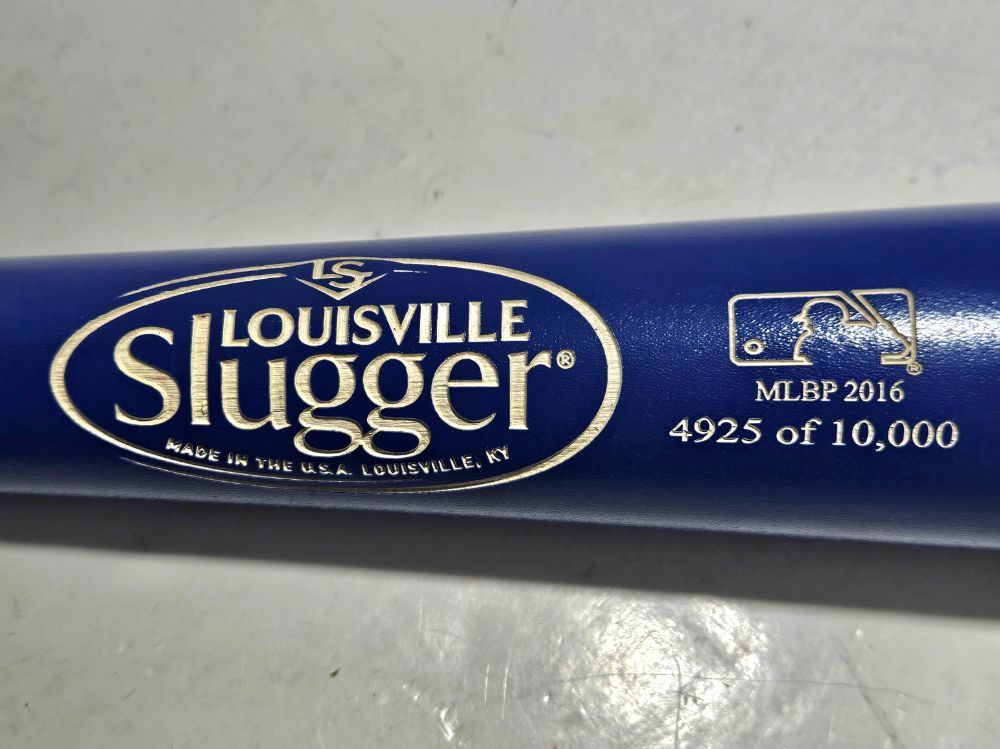 LS
LOUISVILLE
Slugger®
MADE IN THE U.S.A. LOUISVILLE, KY
®
MLBP 2016
4925 of 10,000